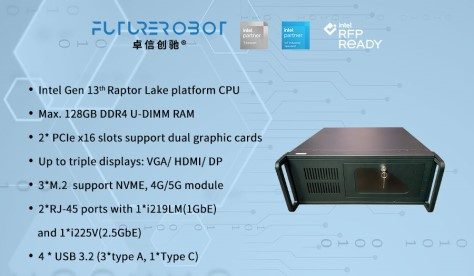 FUTUREROBOT
卓信创驰®
intel
partner
intel
partner
intel
RFP
READY
• Intel Gen 13th Raptor Lake platform CPU
• Max. 128GB DDR4 U-DIMM RAM
• 2* PCIe x16 slots support dual graphic cards
• Up to triple displays: VGA/ HDMI/ DP
• 3*M.2 support NVME, 4G/5G module
• 2*RJ-45 ports with 1*i219LM(1GbE)
and 1*i225V(2.5GbE)
• 4 * USB 3.2 (3*type A, 1*Type C)